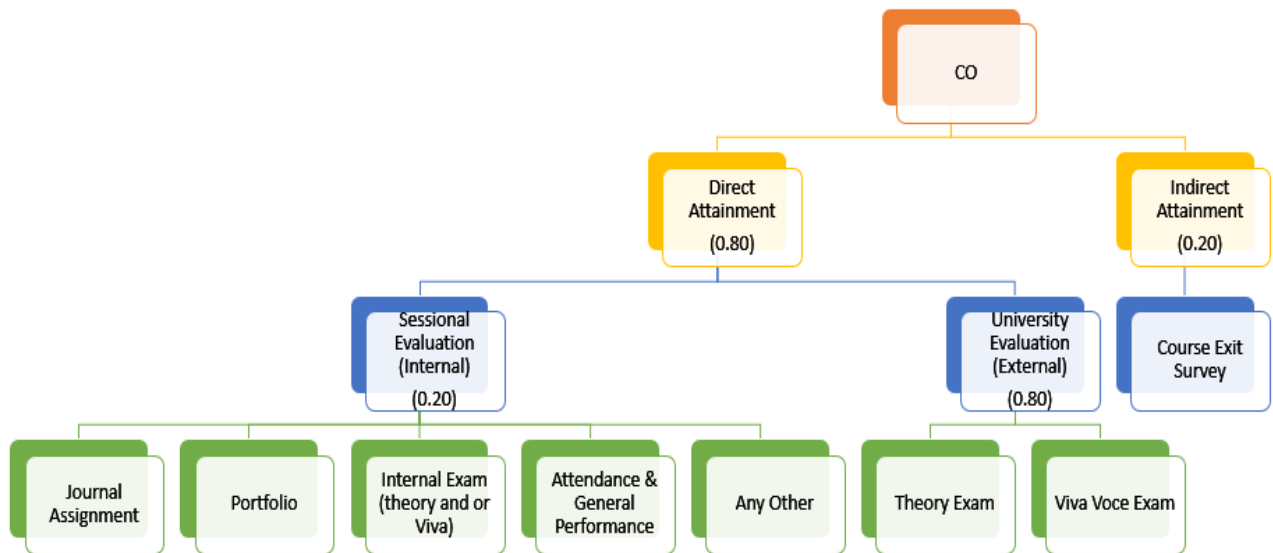 CO
Direct
Attainment
(0.80)
Indirect
Attainment
(0.20)
Sessional
Evaluation
(Internal)
(0.20)
University
Evaluation
(External)
(0.80)
Course Exit
Survey
Journal
Assignment
Portfolio
Internal Exam
(theory and or
Viva)
Attendance &
General
Performance
Any Other
Theory Exam
Viva Voce Exam